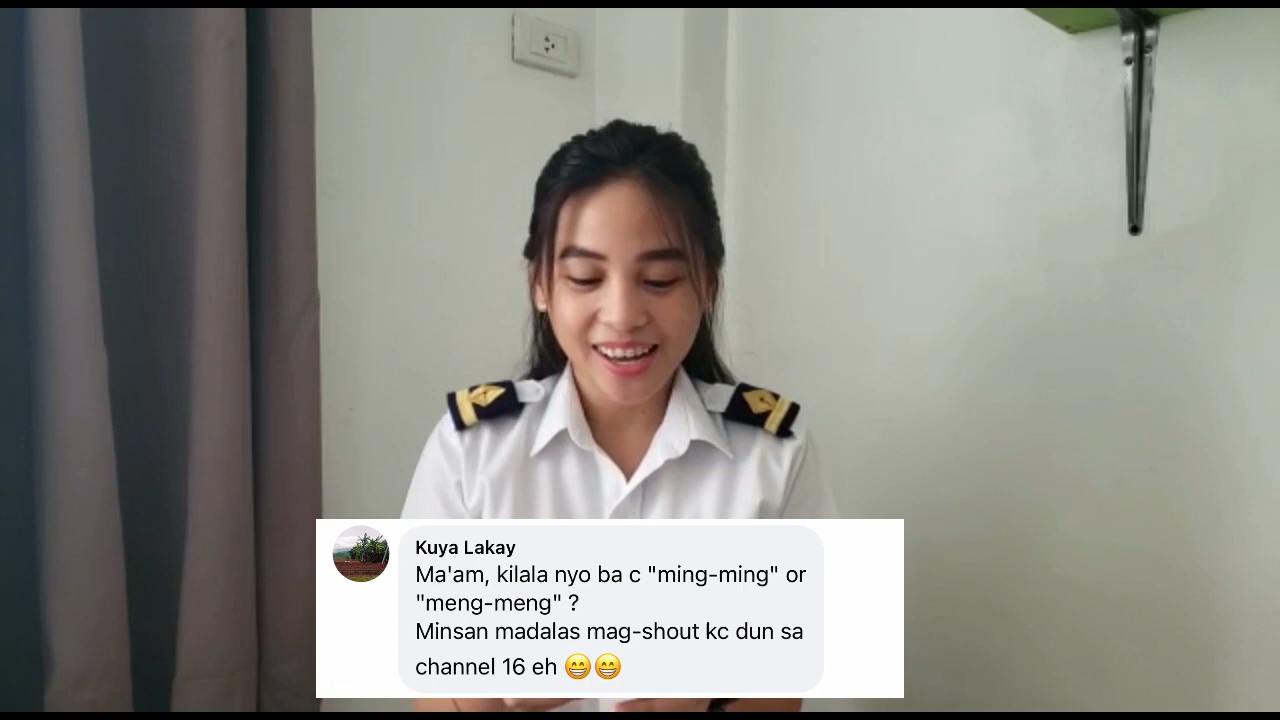 Kuya Lakay
Ma'am, kilala nyo ba c "ming-ming" or
"meng-meng" ?
Minsan madalas mag-shout kc dun sa
channel 16 eh 😁😁